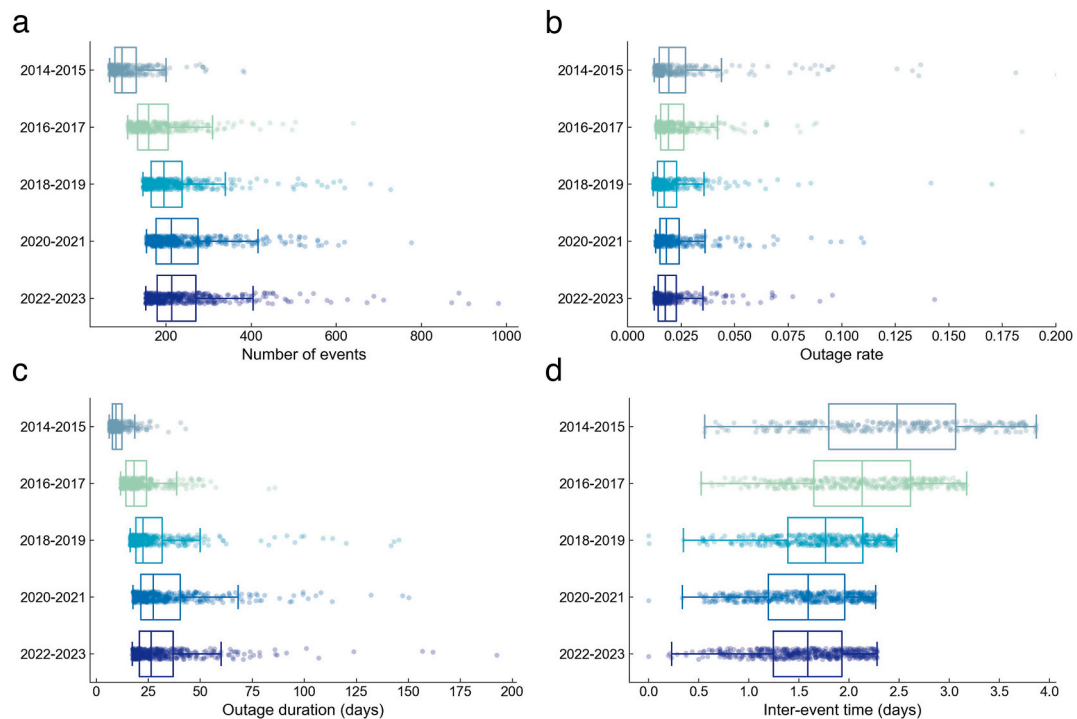 a
2014-2015
2016-2017
2018-2019
2020-2021
2022-2023
200 400 600 800 1000
Number of events
b
2014-2015
2016-2017
2018-2019
2020-2021
2022-2023
0.000 0.025 0.050 0.075 0.100 0.125 0.150 0.175 0.200
Outage rate
c
2014-2015
2016-2017
2018-2019
2020-2021
2022-2023
0 25 50 75 100 125 150 175 200
Outage duration (days)
d
2014-2015
2016-2017
2018-2019
2020-2021
2022-2023
0.0 0.5 1.0 1.5 2.0 2.5 3.0 3.5 4.0
Inter-event time (days)